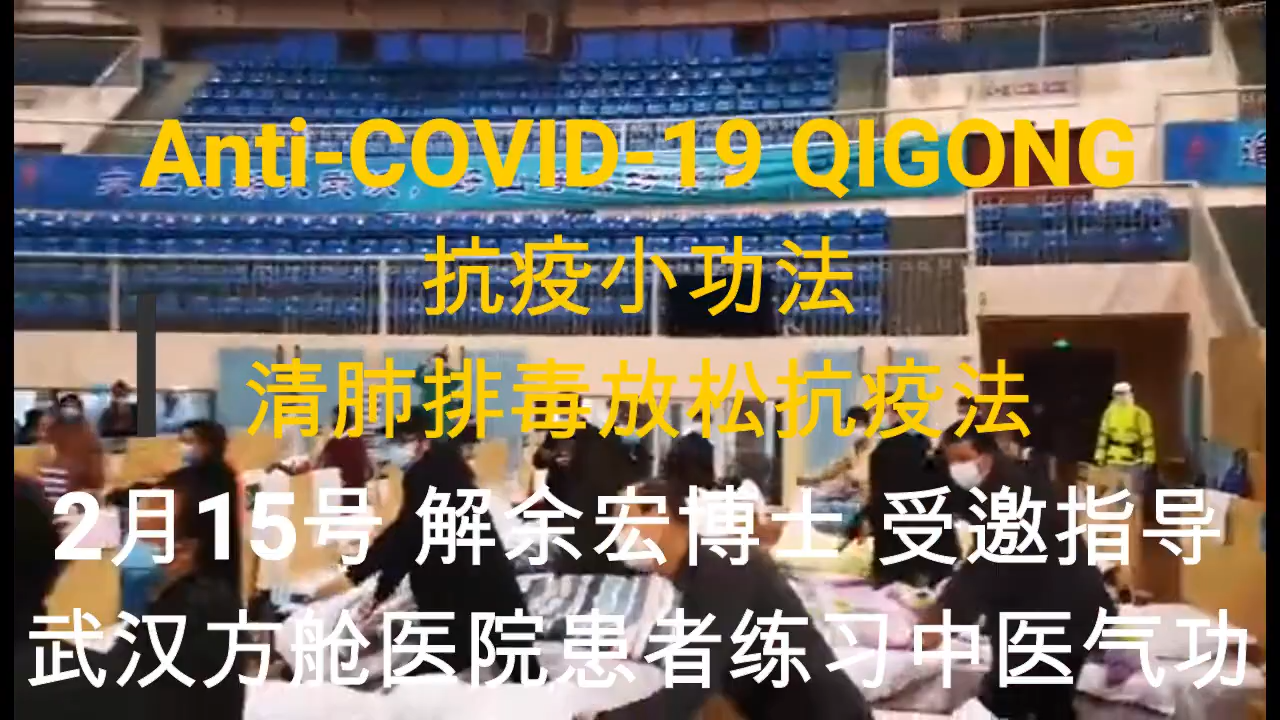 Anti-COVID-19 QIGONG
抗疫小功法
清肺排毒放松抗疫法
2月15号 解余宏博士 受邀指导
武汉方舱医院患者练习中医气功